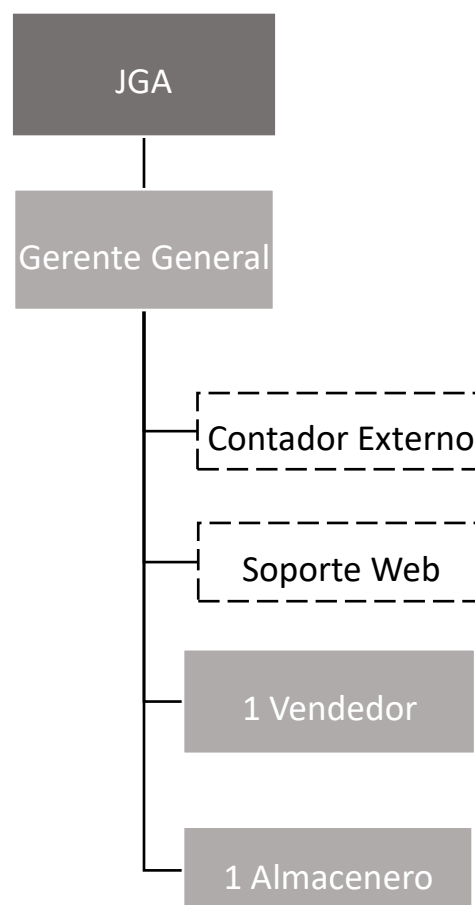 JGA
Gerente General
Contador Externo
Soporte Web
1 Vendedor
1 Almacenero